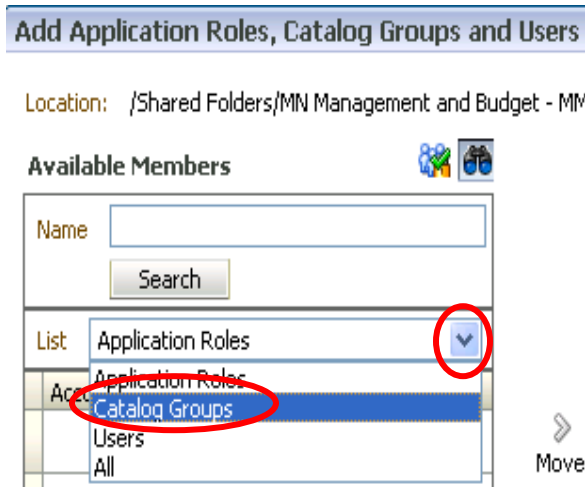 Add Application Roles, Catalog Groups and Users
Location: /Shared Folders/MN Management and Budget - MM
Available Members
Name
Search
List Application Roles
Acc
Application Roles
Catalog Groups
Users
All
Move